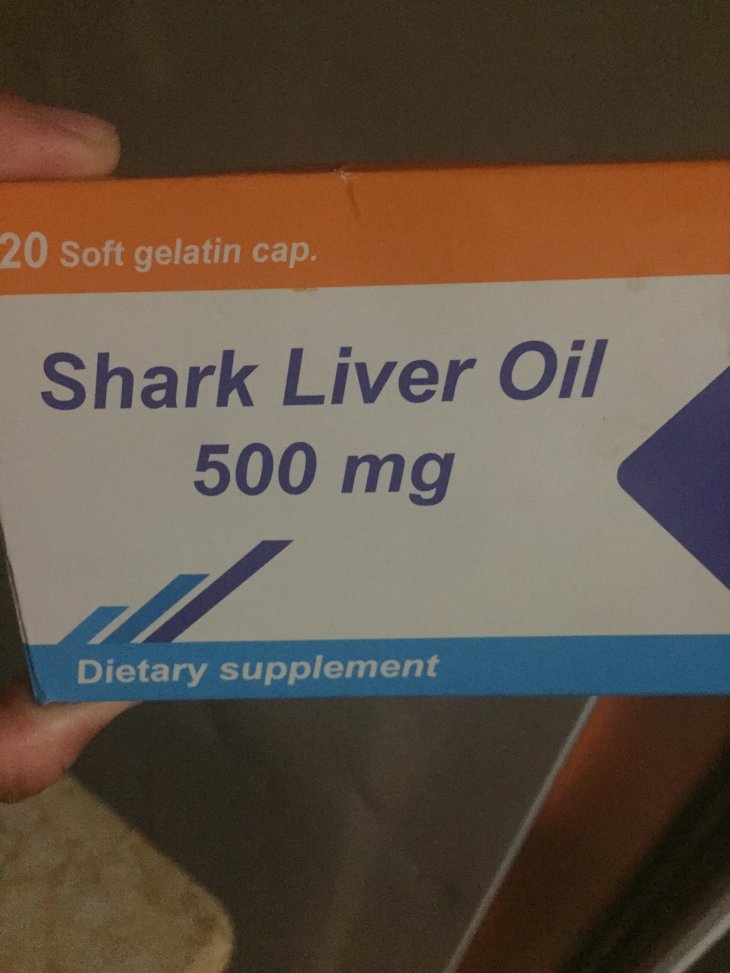 20 Soft gelatin cap.
Shark Liver Oil
500 mg
Dietary supplement